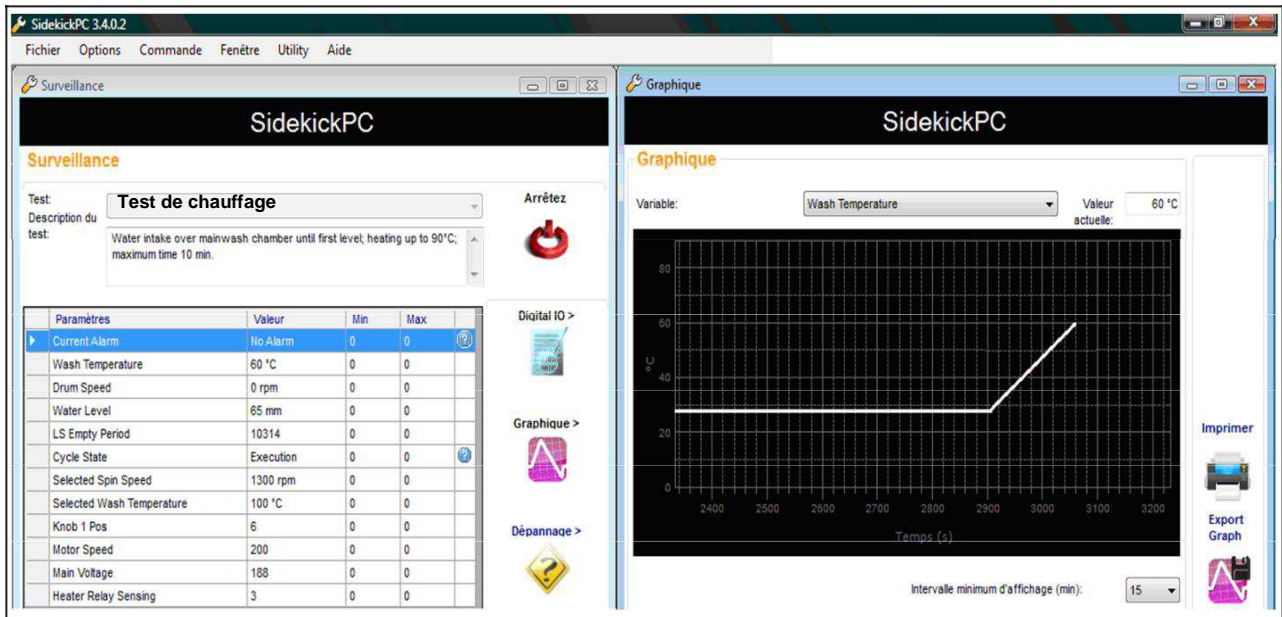 SidekickPC 3.4.0.2
Fichier Options Commande Fenêtre Utility Aide
Surveillance
SidekickPC
Surveillance
Test:
Test de chauffage
Description du
test:
Water intake over mainwash chamber until first level; heating up to 90°C;
maximum time 10 min.
Arrêtez
Paramètres Valeur Min Max
Current Alarm No Alarm 0 0
Wash Temperature 60 °C 0 0
Drum Speed 0 rpm 0 0
Water Level 65 mm 0 0
LS Empty Period 10314 0 0
Cycle State Execution 0 0
Selected Spin Speed 1300 rpm 0 0
Selected Wash Temperature 100 °C 0 0
Knob 1 Pos 6 0 0
Motor Speed 200 0 0
Main Voltage 188 0 0
Heater Relay Sensing 3 0 0
Digital IO >
Graphique >
Dépannage >
Graphique
SidekickPC
Graphique
Variable: Wash Temperature Valeur 60 °C
actuelle:
80
60
°C
40
20
0
2400 2500 2600 2700 2800 2900 3000 3100 3200
Temps (s)
Intervalle minimum d'affichage (min): 15
Imprimer
Export
Graph